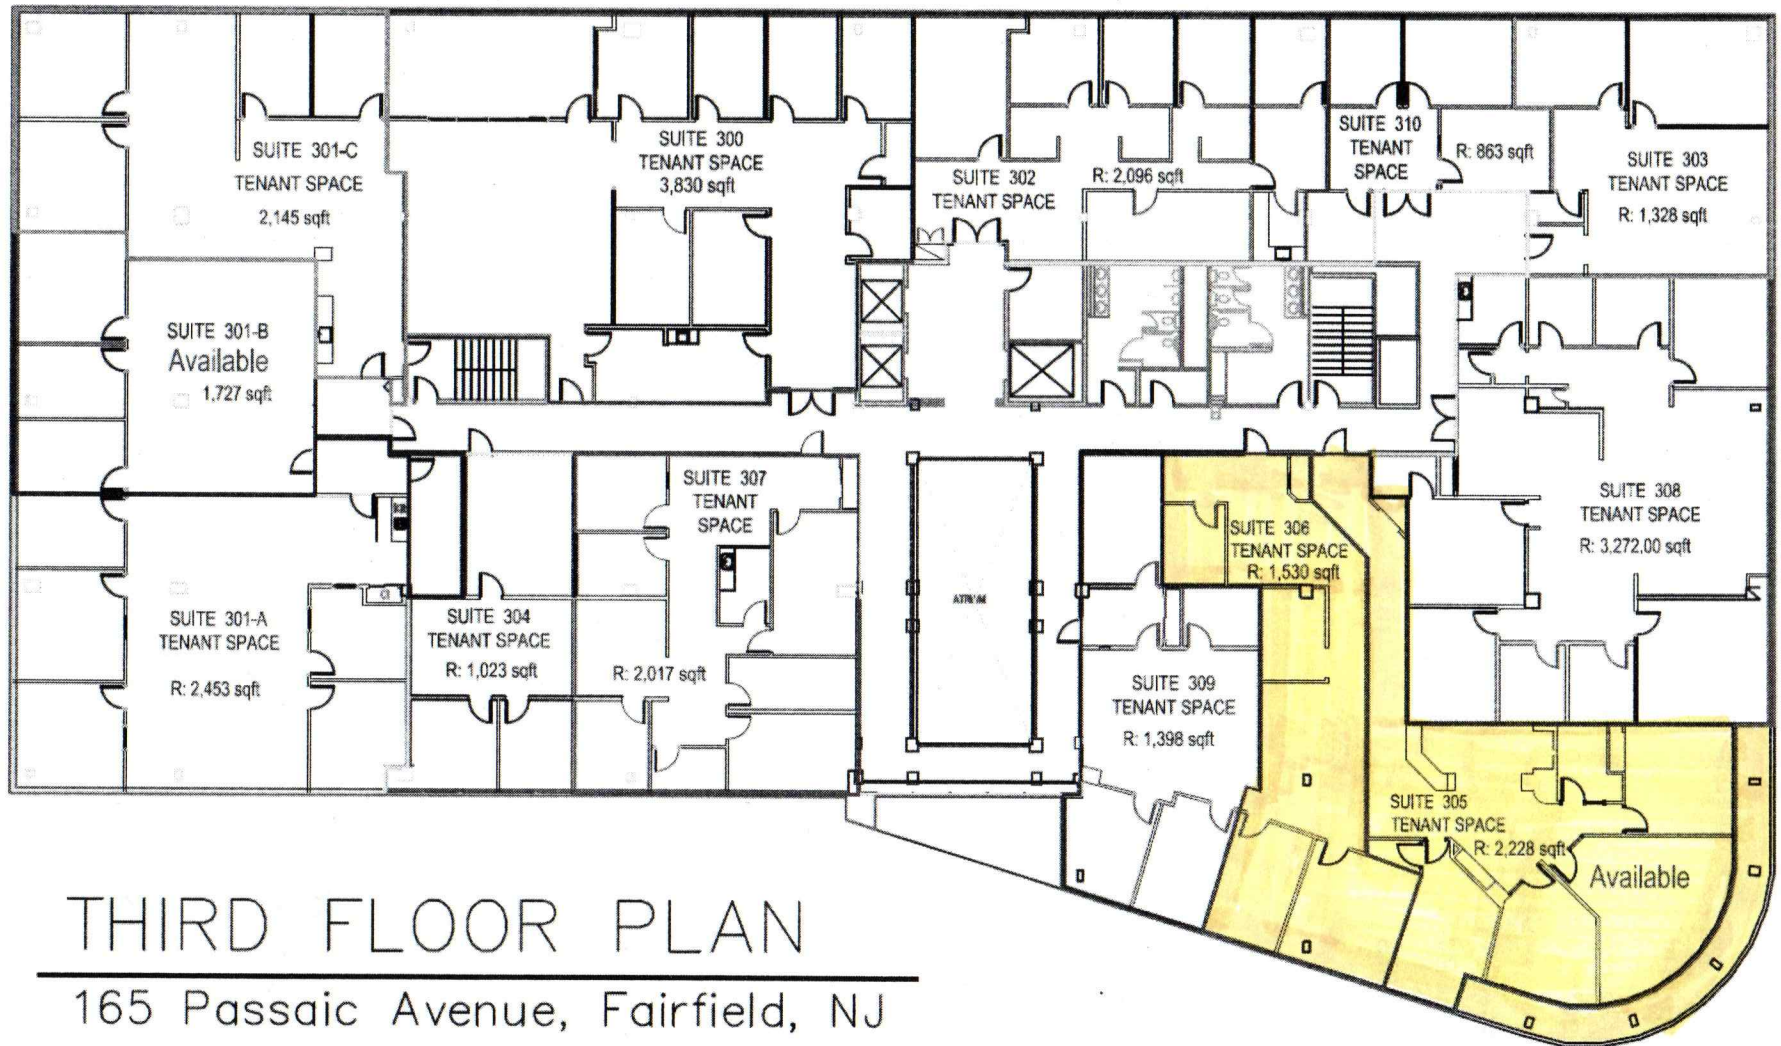 SUITE 301-C
TENANT SPACE
2,145 sqft
SUITE 300
TENANT SPACE
3,830 sqft
SUITE 302
TENANT SPACE
R: 2,096 sqft
SUITE 310
TENANT
SPACE
R: 863 sqft
SUITE 303
TENANT SPACE
R: 1,328 sqft
SUITE 301-B
Available
1,727 sqft
SUITE 307
TENANT
SPACE
R: 2,017 sqft
SUITE 306
TENANT SPACE
R: 1,530 sqft
SUITE 308
TENANT SPACE
R: 3,272.00 sqft
ATRIUM
SUITE 301-A
TENANT SPACE
R: 2,453 sqft
SUITE 304
TENANT SPACE
R: 1,023 sqft
SUITE 309
TENANT SPACE
R: 1,398 sqft
SUITE 305
TENANT SPACE
R: 2,228 sqft
Available
THIRD FLOOR PLAN
165 Passaic Avenue, Fairfield, NJ